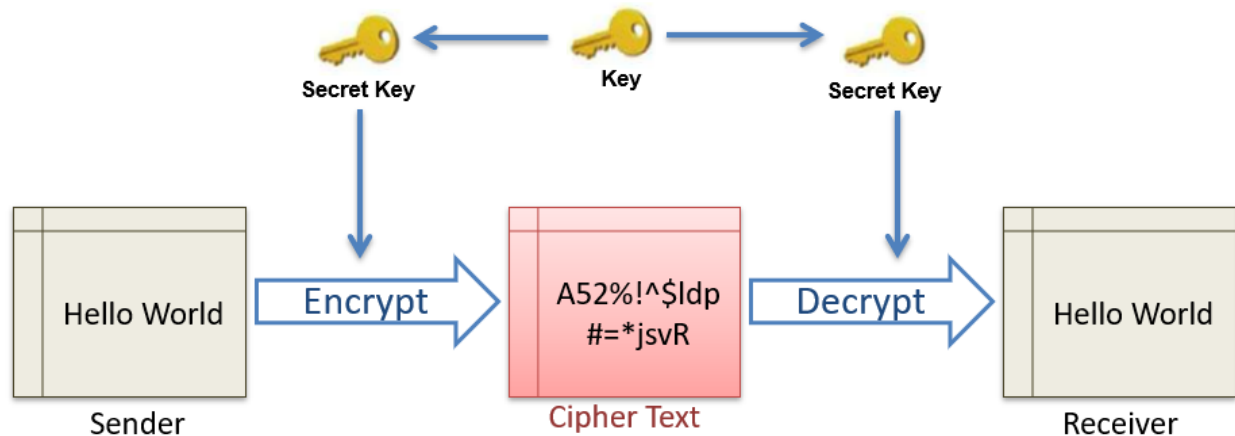 Secret Key
Key
Secret Key
Hello World
Encrypt
A52%!^$ldp
#=*jsvR
Decrypt
Hello World
Sender
Cipher Text
Receiver